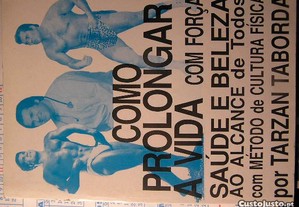 COMO
PROLONGAR
A VIDA COM FORÇA
SAÚDE E BELEZA
AO ALCANCE de Todos
com MÉTODO de CULTURA FÍSICA
por TARZAN TABORDA
CustoJusto.pt